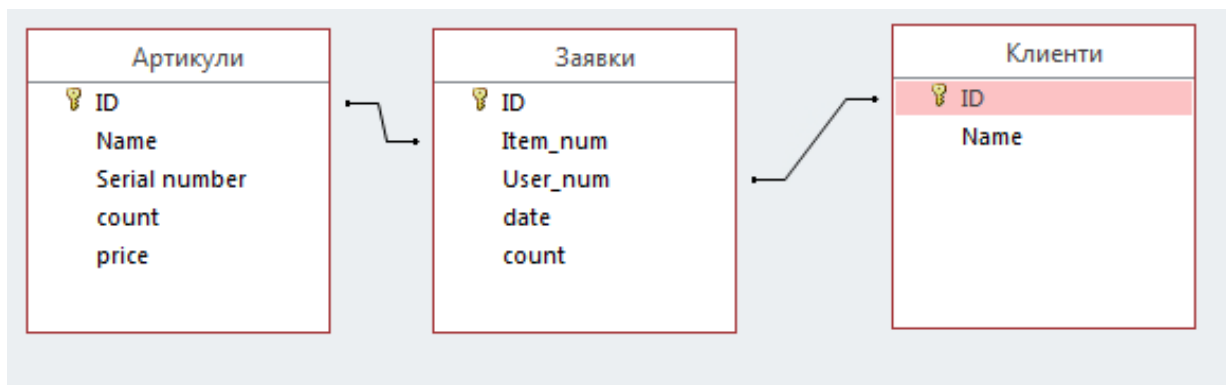 Артикули
ID
Name
Serial number
count
price
Заявки
ID
Item_num
User_num
date
count
Клиенти
ID
Name